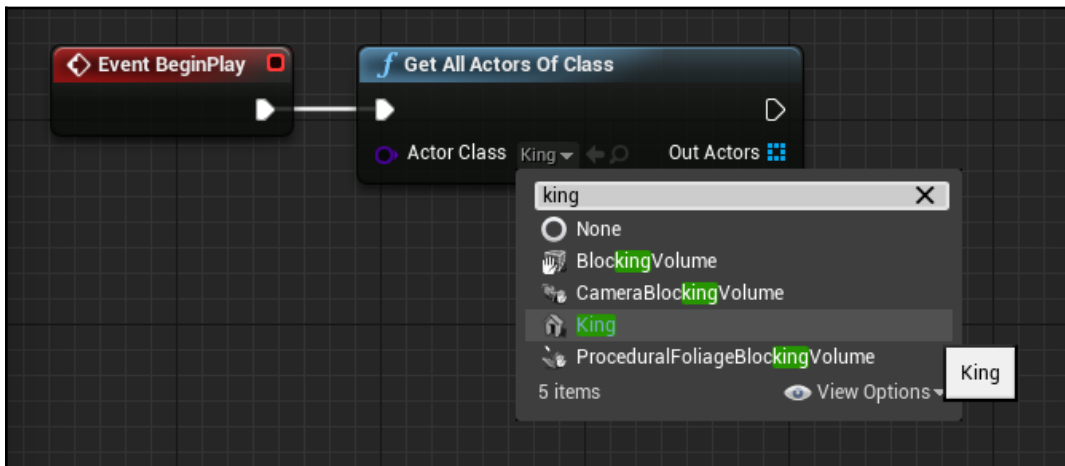 Event BeginPlay
f Get All Actors Of Class
Actor Class King Out Actors
king
None
BlockingVolume
CameraBlockingVolume
King
ProceduralFoliageBlockingVolume
King
5 items View Options